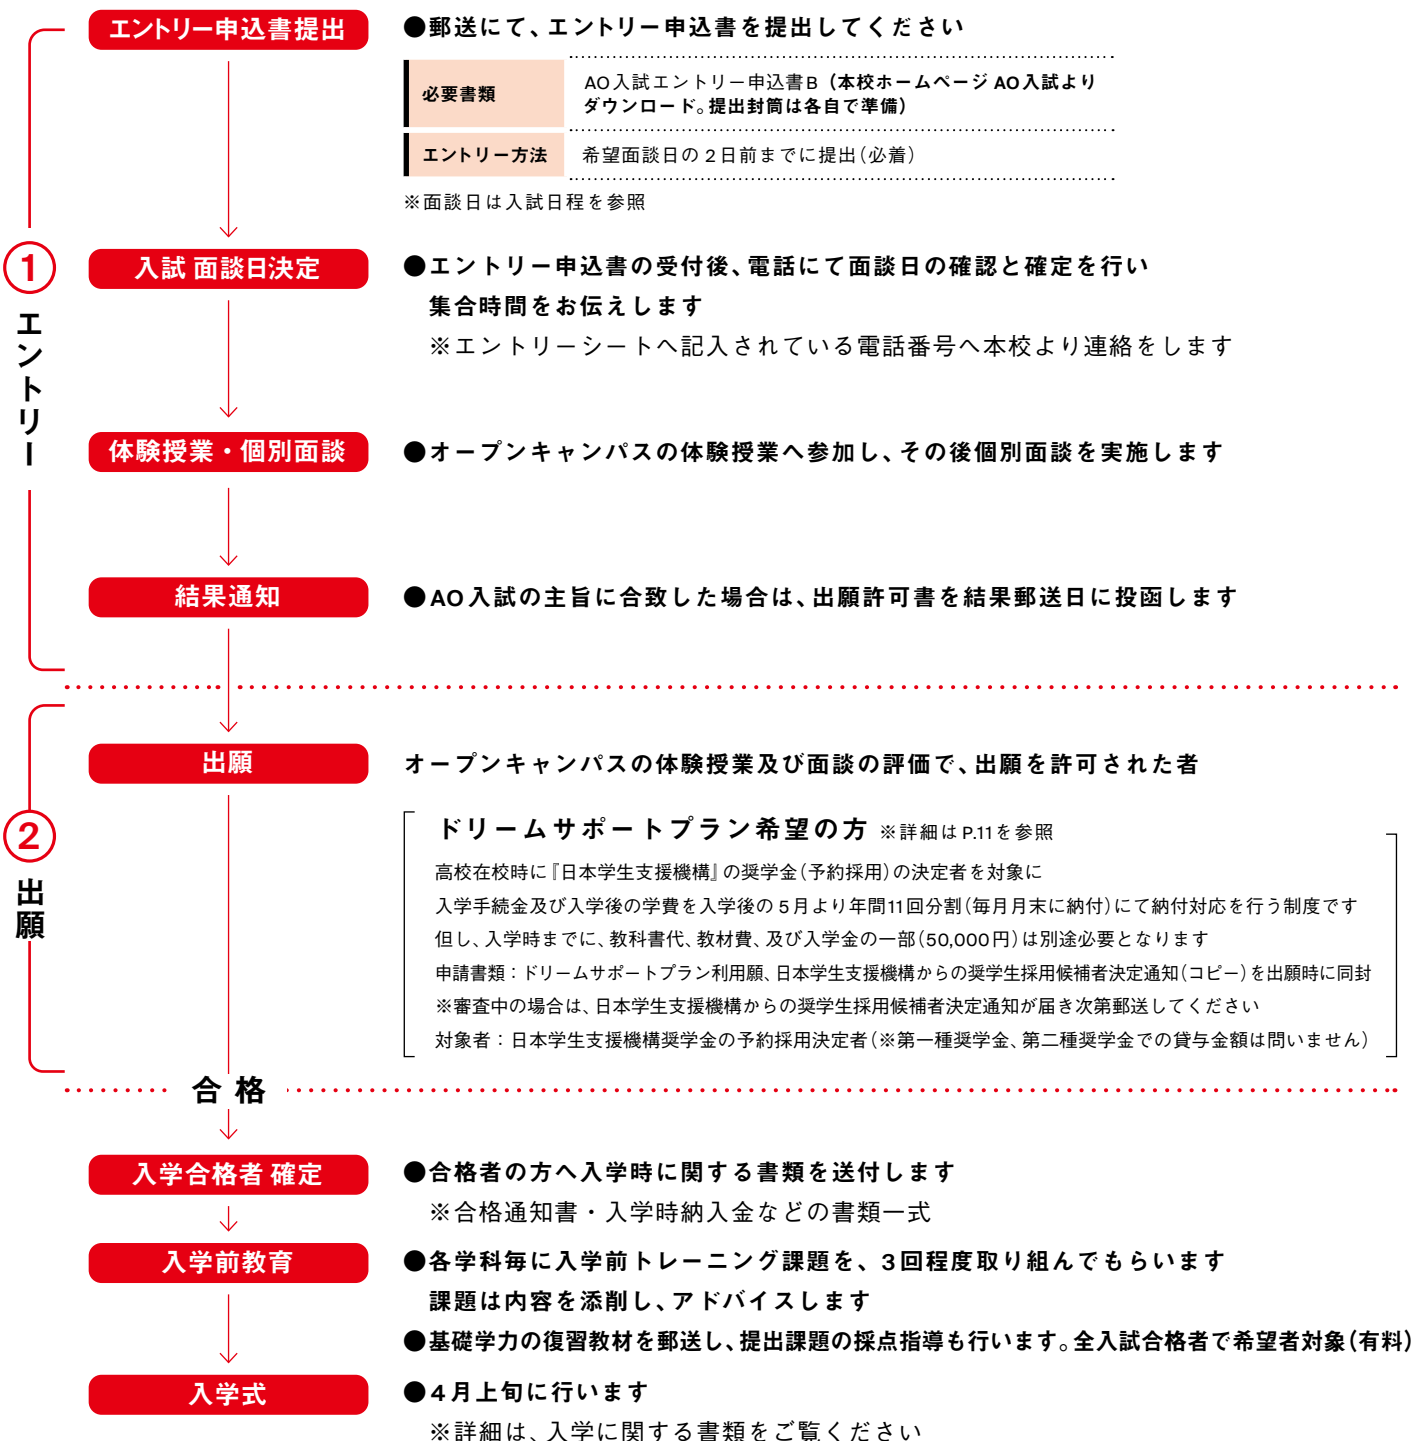 エントリー申込書提出
●郵送にて、エントリー申込書を提出してください
必要書類
AO入試エントリー申込書B（本校ホームページ AO入試より
ダウンロード。提出封筒は各自で準備）
エントリー方法
希望面談日の2日前までに提出（必着）
※面談日は入試日程を参照
① エントリー
入試 面談日決定
●エントリー申込書の受付後、電話にて面談日の確認と確定を行い
集合時間をお伝えします
※エントリーシートへ記入されている電話番号へ本校より連絡をします
体験授業・個別面談
●オープンキャンパスの体験授業へ参加し、その後個別面談を実施します
結果通知
●AO入試の主旨に合致した場合は、出願許可書を結果郵送日に投函します
② 出願
出願
オープンキャンパスの体験授業及び面談の評価で、出願を許可された者
ドリームサポートプラン希望の方 ※詳細はP.11を参照
高校在校時に『日本学生支援機構』の奨学金（予約採用）の決定者を対象に
入学手続金及び入学後の学費を入学後の5月より年間11回分割（毎月月末に納付）にて納付対応を行う制度です
但し、入学時までに、教科書代、教材費、及び入学金の一部（50,000円）は別途必要となります
申請書類：ドリームサポートプラン利用願、日本学生支援機構からの奨学生採用候補者決定通知（コピー）を出願時に同封
※審査中の場合は、日本学生支援機構からの奨学生採用候補者決定通知が届き次第郵送してください
対象者：日本学生支援機構奨学金の予約採用決定者（※第一種奨学金、第二種奨学金での貸与金額は問いません）
合格
入学合格者 確定
●合格者の方へ入学時に関する書類を送付します
※合格通知書・入学時納入金などの書類一式
入学前教育
●各学科毎に入学前トレーニング課題を、3回程度取り組んでもらいます
課題は内容を添削し、アドバイスします
●基礎学力の復習教材を郵送し、提出課題の採点指導も行います。全入試合格者で希望者対象（有料）
入学式
●4月上旬に行います
※詳細は、入学に関する書類をご覧ください